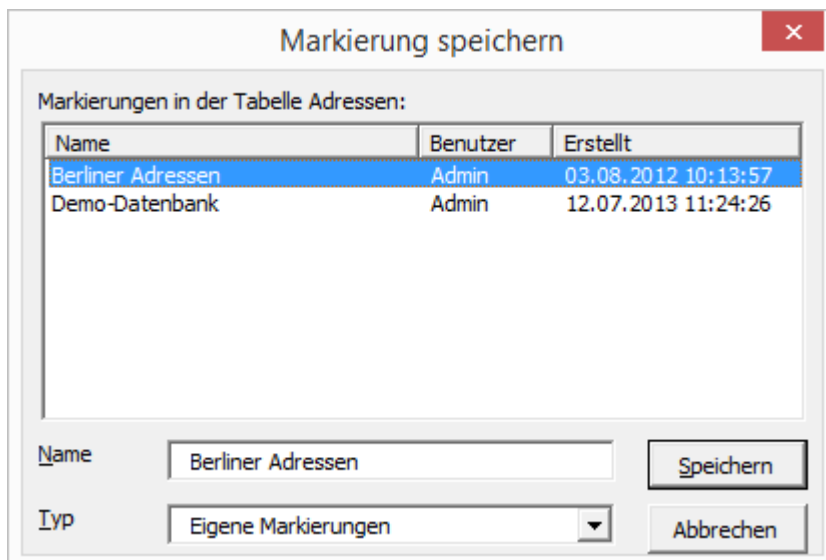 Markierung speichern
Markierungen in der Tabelle Adressen:
Name Benutzer Erstellt
Berliner Adressen Admin 03.08.2012 10:13:57
Demo-Datenbank Admin 12.07.2013 11:24:26
Name Berliner Adressen Speichern
Typ Eigene Markierungen Abbrechen